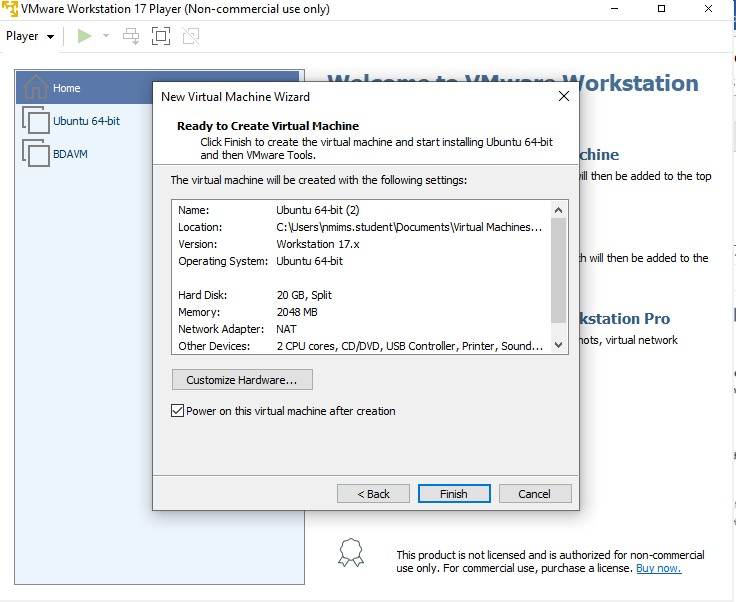 VMware Workstation 17 Player (Non-commercial use only)
Player
Home
Ubuntu 64-bit
BDAVM
Welcome to VMware Workstation
New Virtual Machine Wizard
Ready to Create Virtual Machine
Click Finish to create the virtual machine and start installing Ubuntu 64-bit
and then VMware Tools.
The virtual machine will be created with the following settings:
Name: Ubuntu 64-bit (2)
Location: C:\Users\nmims.student\Documents\Virtual Machines...
Version: Workstation 17.x
Operating System: Ubuntu 64-bit
Hard Disk: 20 GB, Split
Memory: 2048 MB
Network Adapter: NAT
Other Devices: 2 CPU cores, CD/DVD, USB Controller, Printer, Sound...
Customize Hardware...
Power on this virtual machine after creation
< Back
Finish
Cancel
chine
ill then be added to the top
h will then be added to the
kstation Pro
ots, virtual network
This product is not licensed and is authorized for non-commercial
use only. For commercial use, purchase a license. Buy now.